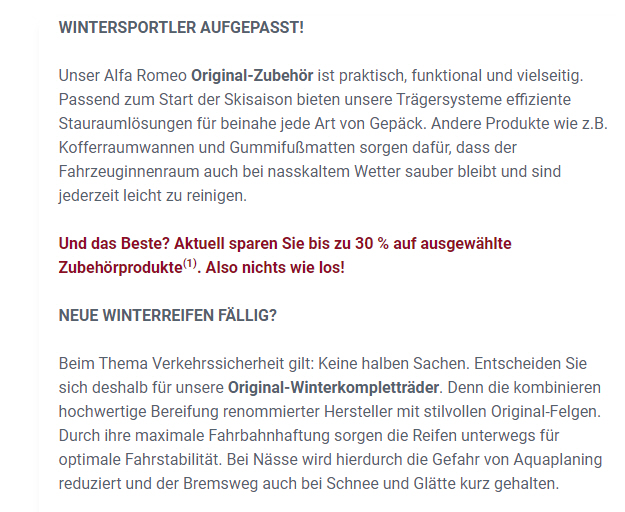 WINTERSPORTLER AUFGEPASST!
Unser Alfa Romeo Original-Zubehör ist praktisch, funktional und vielseitig.
Passend zum Start der Skisaison bieten unsere Trägersysteme effiziente
Stauraumlösungen für beinahe jede Art von Gepäck. Andere Produkte wie z.B.
Kofferraumwannen und Gummifußmatten sorgen dafür, dass der
Fahrzeuginnenraum auch bei nasskaltem Wetter sauber bleibt und sind
jederzeit leicht zu reinigen.
Und das Beste? Aktuell sparen Sie bis zu 30 % auf ausgewählte
Zubehörprodukte(1). Also nichts wie los!
NEUE WINTERREIFEN FÄLLIG?
Beim Thema Verkehrssicherheit gilt: Keine halben Sachen. Entscheiden Sie
sich deshalb für unsere Original-Winterkompletträder. Denn die kombinieren
hochwertige Bereifung renommierter Hersteller mit stilvollen Original-Felgen.
Durch ihre maximale Fahrbahnhaftung sorgen die Reifen unterwegs für
optimale Fahrstabilität. Bei Nässe wird hierdurch die Gefahr von Aquaplaning
reduziert und der Bremsweg auch bei Schnee und Glätte kurz gehalten.